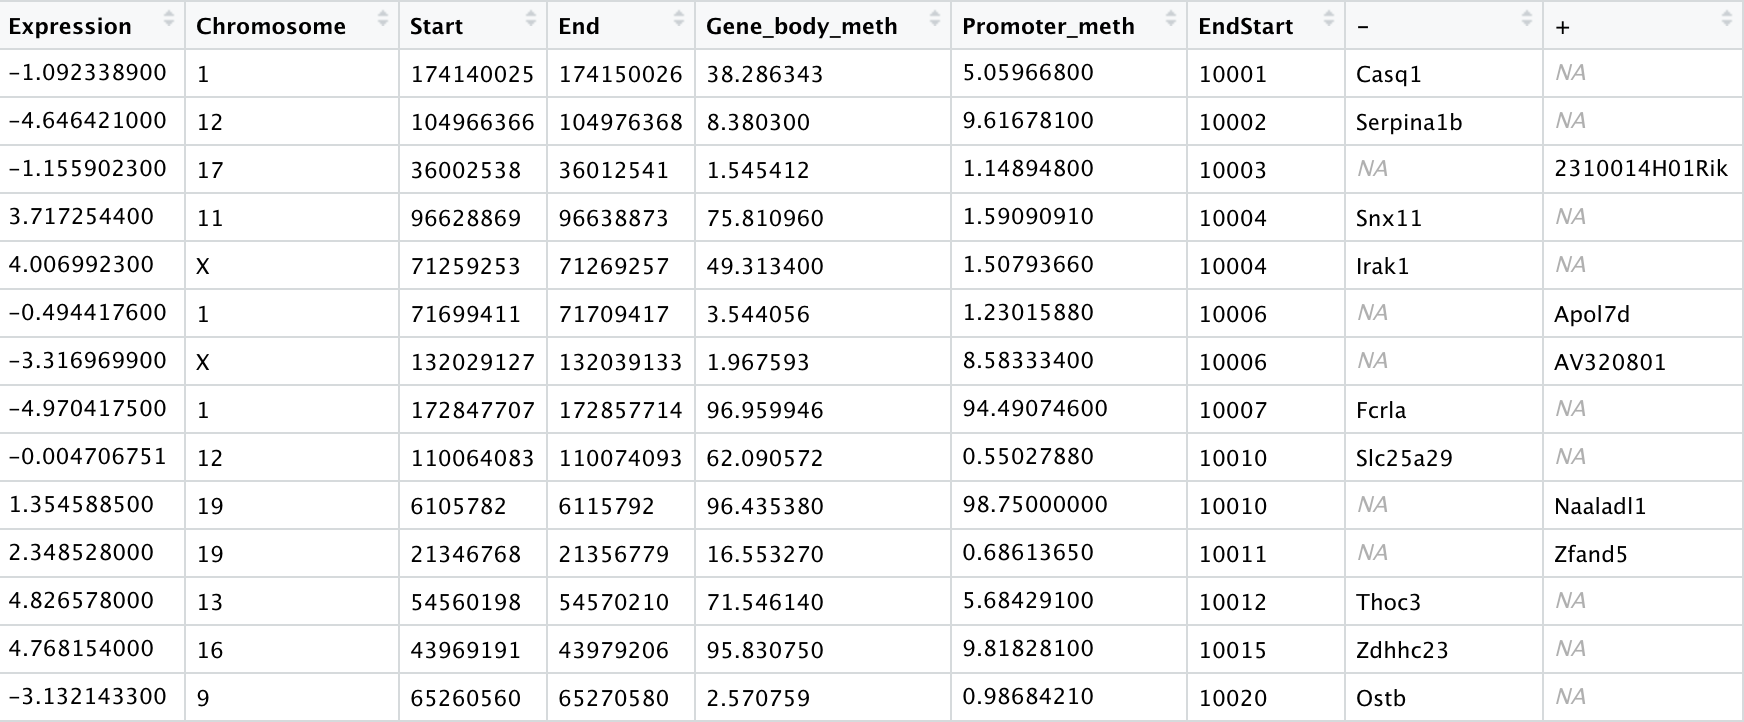 Expression Chromosome Start End Gene_body_meth Promoter_meth EndStart - +
-1.092338900 1 174140025 174150026 38.286343 5.05966800 10001 Casq1 NA
-4.646421000 12 104966366 104976368 8.380300 9.61678100 10002 Serpina1b NA
-1.155902300 17 36002538 36012541 1.545412 1.14894800 10003 NA 2310014H01Rik
3.717254400 11 96628869 96638873 75.810960 1.59090910 10004 Snx11 NA
4.006992300 X 71259253 71269257 49.313400 1.50793660 10004 Irak1 NA
-0.494417600 1 71699411 71709417 3.544056 1.23015880 10006 NA Apol7d
-3.316969900 X 132029127 132039133 1.967593 8.58333400 10006 NA AV320801
-4.970417500 1 172847707 172857714 96.959946 94.49074600 10007 Fcrla NA
-0.004706751 12 110064083 110074093 62.090572 0.55027880 10010 Slc25a29 NA
1.354588500 19 6105782 6115792 96.435380 98.75000000 10010 NA Naaladl1
2.348528000 19 21346768 21356779 16.553270 0.68613650 10011 NA Zfand5
4.826578000 13 54560198 54570210 71.546140 5.68429100 10012 Thoc3 NA
4.768154000 16 43969191 43979206 95.830750 9.81828100 10015 Zdhhc23 NA
-3.132143300 9 65260560 65270580 2.570759 0.98684210 10020 Ostb NA